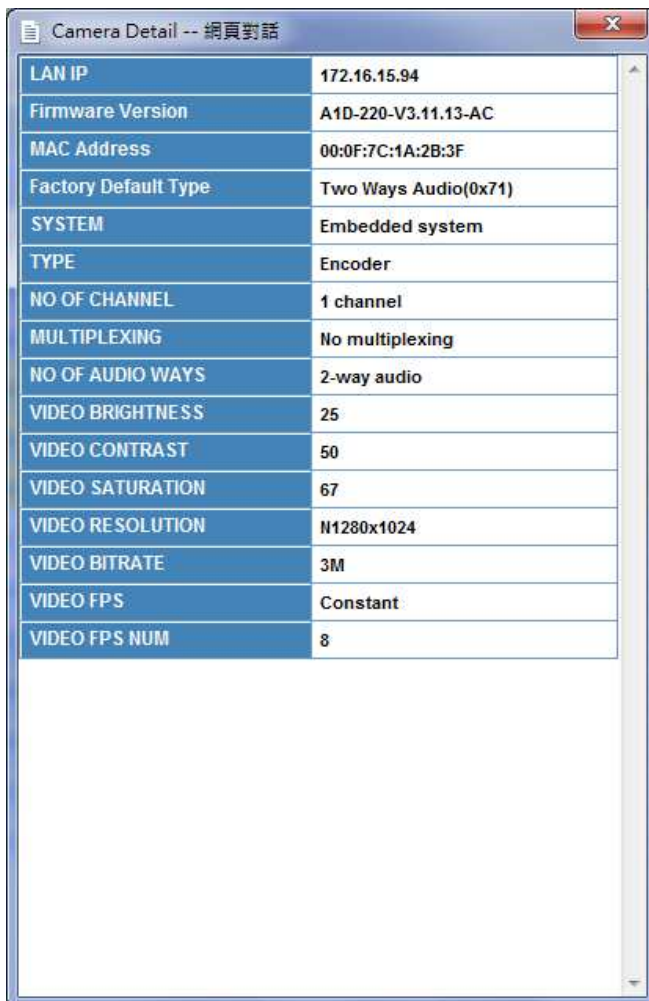 Camera Detail -- 網頁對話
LAN IP 172.16.15.94
Firmware Version A1D-220-V3.11.13-AC
MAC Address 00:0F:7C:1A:2B:3F
Factory Default Type Two Ways Audio(0x71)
SYSTEM Embedded system
TYPE Encoder
NO OF CHANNEL 1 channel
MULTIPLEXING No multiplexing
NO OF AUDIO WAYS 2-way audio
VIDEO BRIGHTNESS 25
VIDEO CONTRAST 50
VIDEO SATURATION 67
VIDEO RESOLUTION N1280x1024
VIDEO BITRATE 3M
VIDEO FPS Constant
VIDEO FPS NUM 8